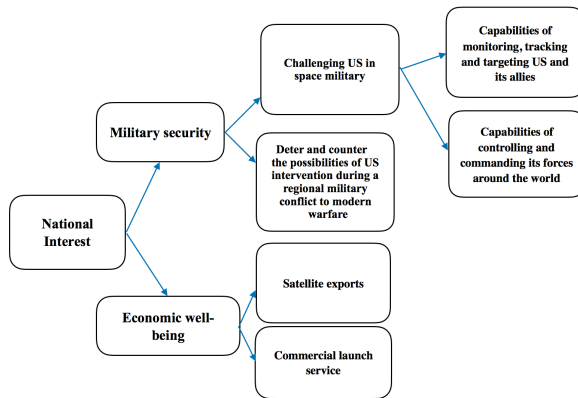 National
Interest
Military security
Economic well-
being
Challenging US in
space military
Deter and counter
the possibilities of US
intervention during a
regional military
conflict to modern
warfare
Satellite exports
Commercial launch
service
Capabilities of
monitoring, tracking
and targeting US and
its allies
Capabilities of
controlling and
commanding its forces
around the world